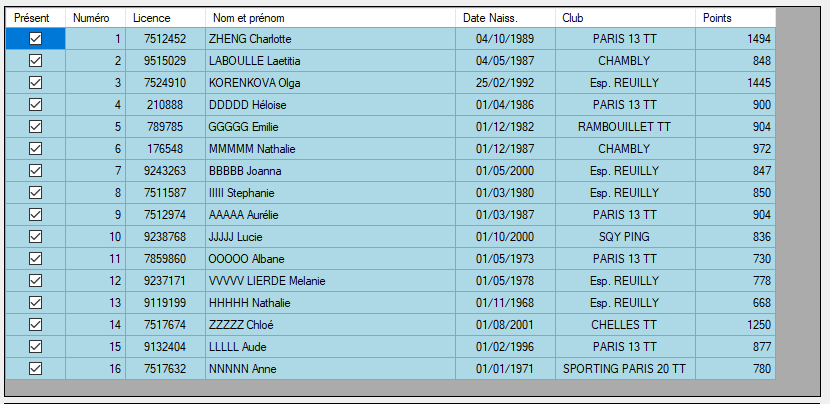 Présent Numéro Licence Nom et prénom Date Naiss. Club Points
1 7512452 ZHENG Charlotte 04/10/1989 PARIS 13 TT 1494
2 9515029 LABOULLE Laetitia 04/05/1987 CHAMBLY 848
3 7524910 KORENKOVA Olga 25/02/1992 Esp. REUILLY 1445
4 210888 DDDDD Héloise 01/04/1986 PARIS 13 TT 900
5 789785 GGGGG Emilie 01/12/1982 RAMBOUILLET TT 904
6 176548 MMMMM Nathalie 01/12/1987 CHAMBLY 972
7 9243263 BBBBB Joanna 01/05/2000 Esp. REUILLY 847
8 7511587 IIIII Stephanie 01/03/1980 Esp. REUILLY 850
9 7512974 AAAAA Aurélie 01/03/1987 PARIS 13 TT 904
10 9238768 JJJJJ Lucie 01/10/2000 SQY PING 836
11 7859860 OOOOO Albane 01/05/1973 PARIS 13 TT 730
12 9237171 VVVVV LIERDE Melanie 01/05/1978 Esp. REUILLY 778
13 9119199 HHHHH Nathalie 01/11/1968 Esp. REUILLY 668
14 7517674 ZZZZZ Chloé 01/08/2001 CHELLES TT 1250
15 9132404 LLLLL Aude 01/02/1996 PARIS 13 TT 877
16 7517632 NNNNN Anne 01/01/1971 SPORTING PARIS 20 TT 780